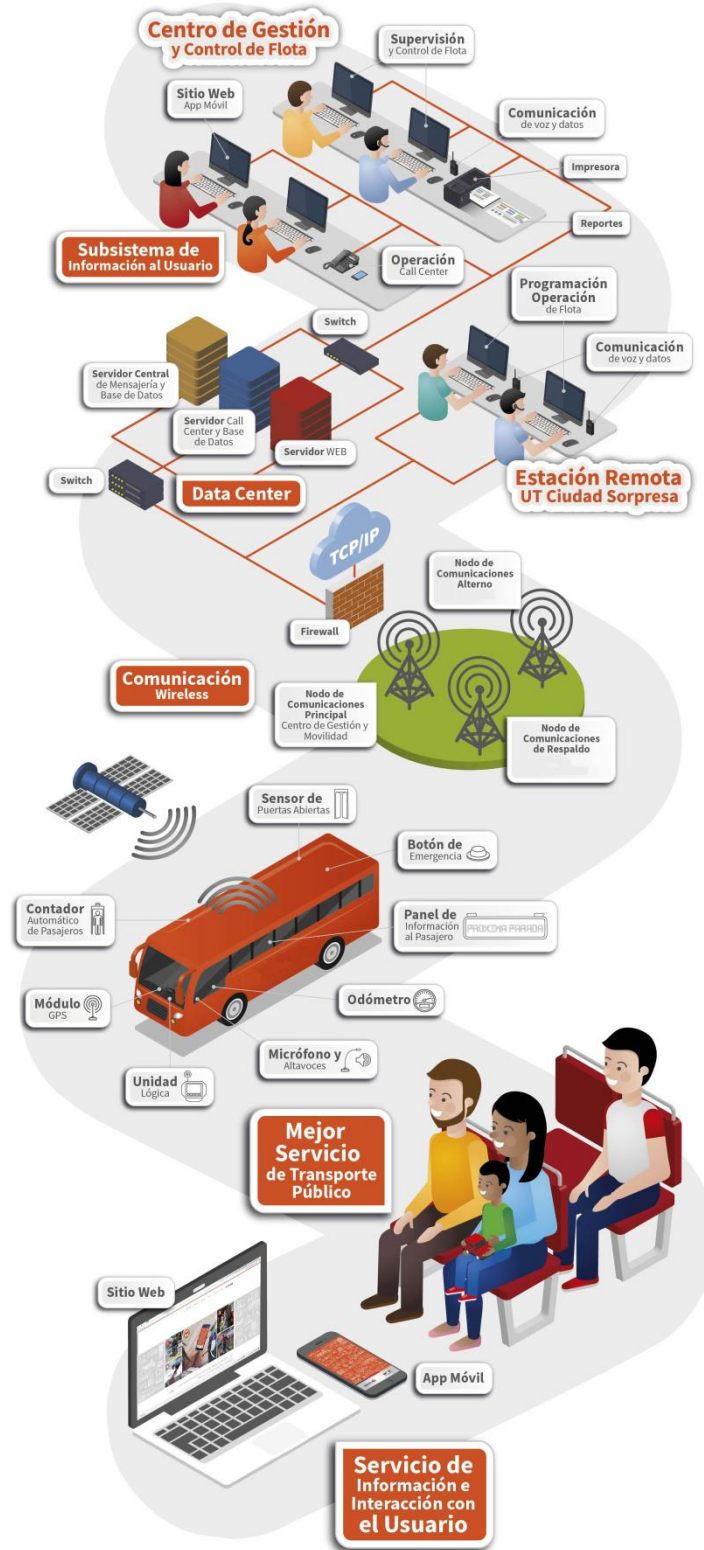 Centro de Gestión
y Control de Flota
Supervisión
y Control de Flota
Sitio Web
App Móvil
Comunicación
de voz y datos
Impresora
Reportes
Subsistema de
Información al Usuario
Operación
Call Center
Programación
Operación
de Flota
Switch
Comunicación
de voz y datos
Servidor Central
de Mensajería y
Base de Datos
Servidor Call
Center y Base
de Datos
Servidor WEB
Switch
Data Center
Estación Remota
UT Ciudad Sorpresa
TCP/IP
Firewall
Nodo de
Comunicaciones
Alterno
Comunicación
Wireless
Nodo de
Comunicaciones
Principal
Centro de Gestión y
Movilidad
Nodo de
Comunicaciones
de Respaldo
Sensor de
Puertas Abiertas
Botón de
Emergencia
Contador
Automático
de Pasajeros
Panel de
Información
al Pasajero
PROXIMA PARADA
Módulo
GPS
Odómetro
Micrófono y
Altavoces
Unidad
Lógica
Mejor
Servicio
de Transporte
Público
Sitio Web
App Móvil
Servicio de
Información e
Interacción con
el Usuario